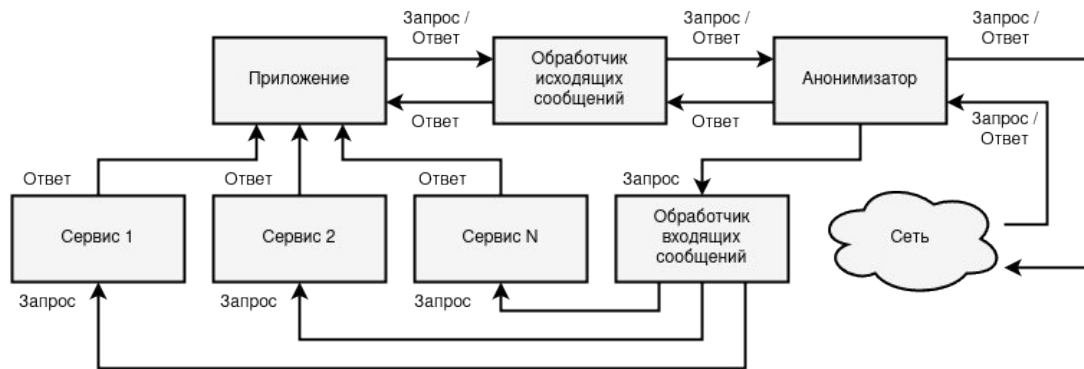 Запрос /
Ответ
Запрос /
Ответ
Запрос /
Ответ
Приложение
Обработчик
исходящих
сообщений
Анонимизатор
Ответ
Ответ
Запрос /
Ответ
Ответ
Ответ
Ответ
Запрос
Сервис 1
Сервис 2
Сервис N
Обработчик
входящих
сообщений
Сеть
Запрос
Запрос
Запрос